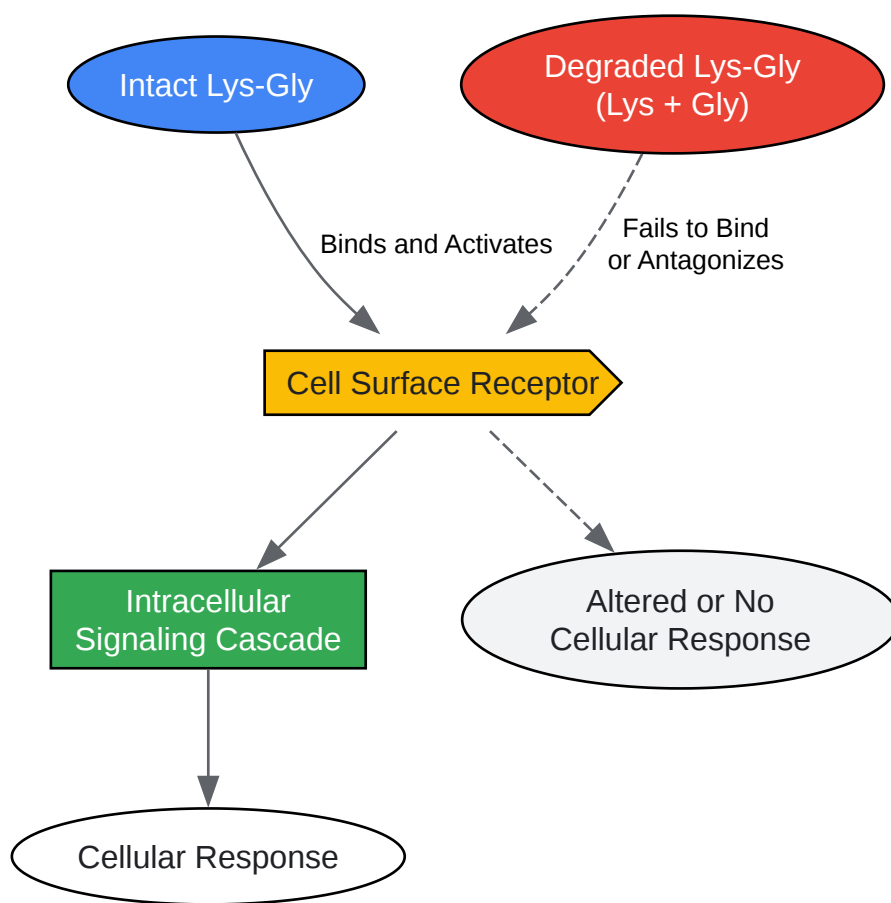 Intact Lys-Gly
Degraded Lys-Gly
(Lys + Gly)
Binds and Activates
Fails to Bind
or Antagonizes
Cell Surface Receptor
Intracellular
Signaling Cascade
Altered or No
Cellular Response
Cellular Response